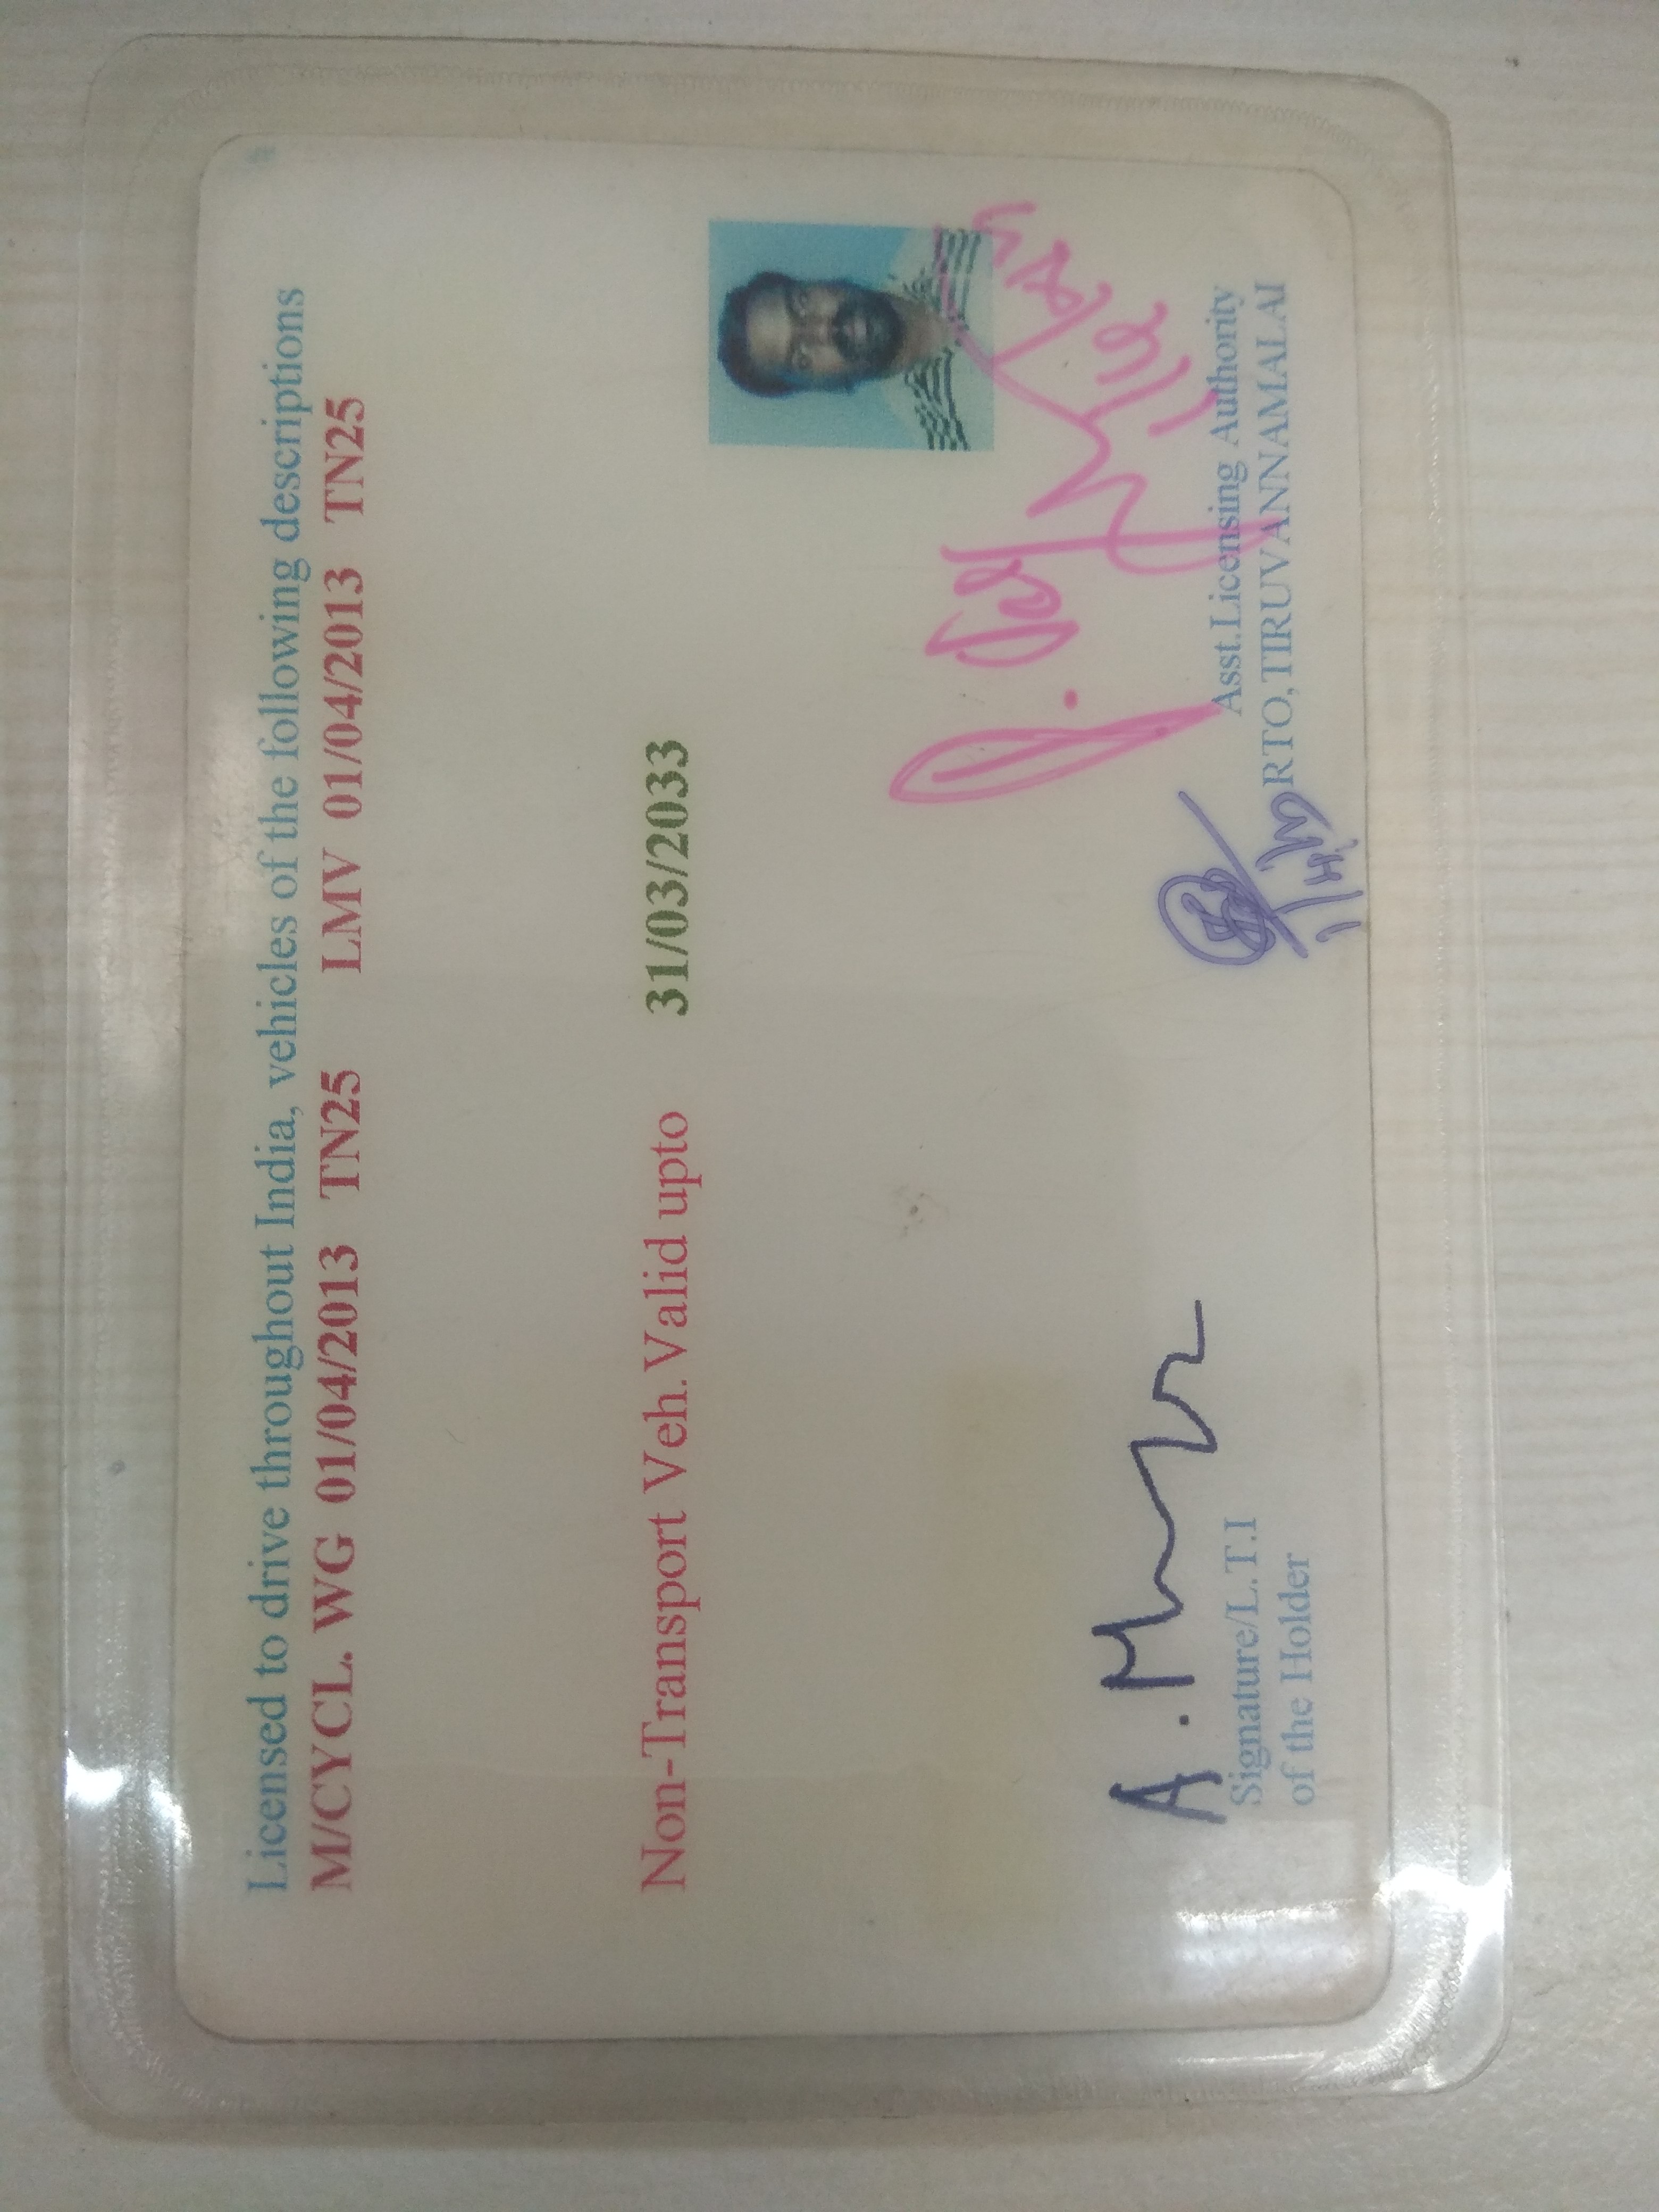 Licensed to drive throughout India, vehicles of the following descriptions
M/CYCL. WG 01/04/2013 TN25 LMV 01/04/2013 TN25
Non-Transport Veh. Valid upto 31/03/2033
A. 
Signature/L.T.I
of the Holder
Asst.Licensing Authority
RTO,TIRUVANNAMALAI